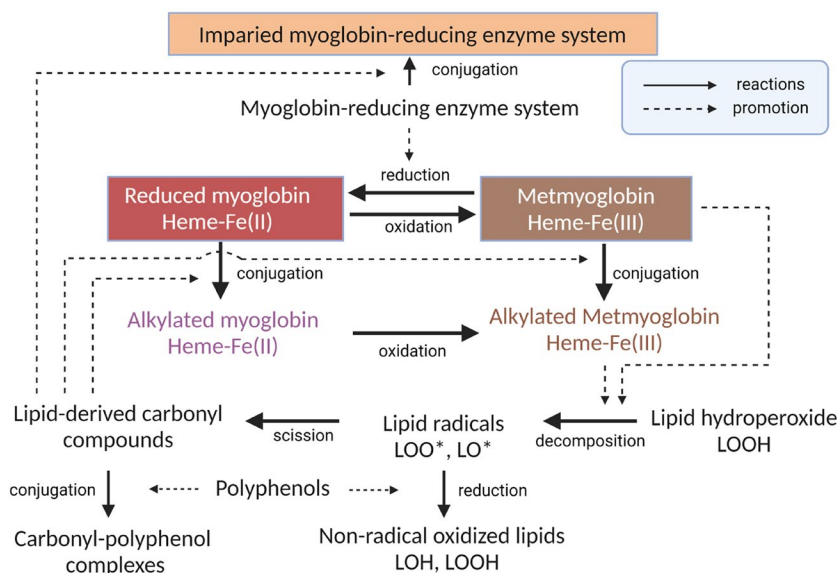 Imparied myoglobin-reducing enzyme system
conjugation
reactions
promotion
Myoglobin-reducing enzyme system
reduction
Reduced myoglobin
Heme-Fe(II)
Metmyoglobin
Heme-Fe(III)
oxidation
conjugation
conjugation
Alkylated myoglobin
Heme-Fe(II)
Alkylated Metmyoglobin
Heme-Fe(III)
oxidation
Lipid-derived carbonyl
compounds
scission
Lipid radicals
LOO*, LO*
decomposition
Lipid hydroperoxide
LOOH
conjugation
Polyphenols
reduction
Carbonyl-polyphenol
complexes
Non-radical oxidized lipids
LOH, LOOH